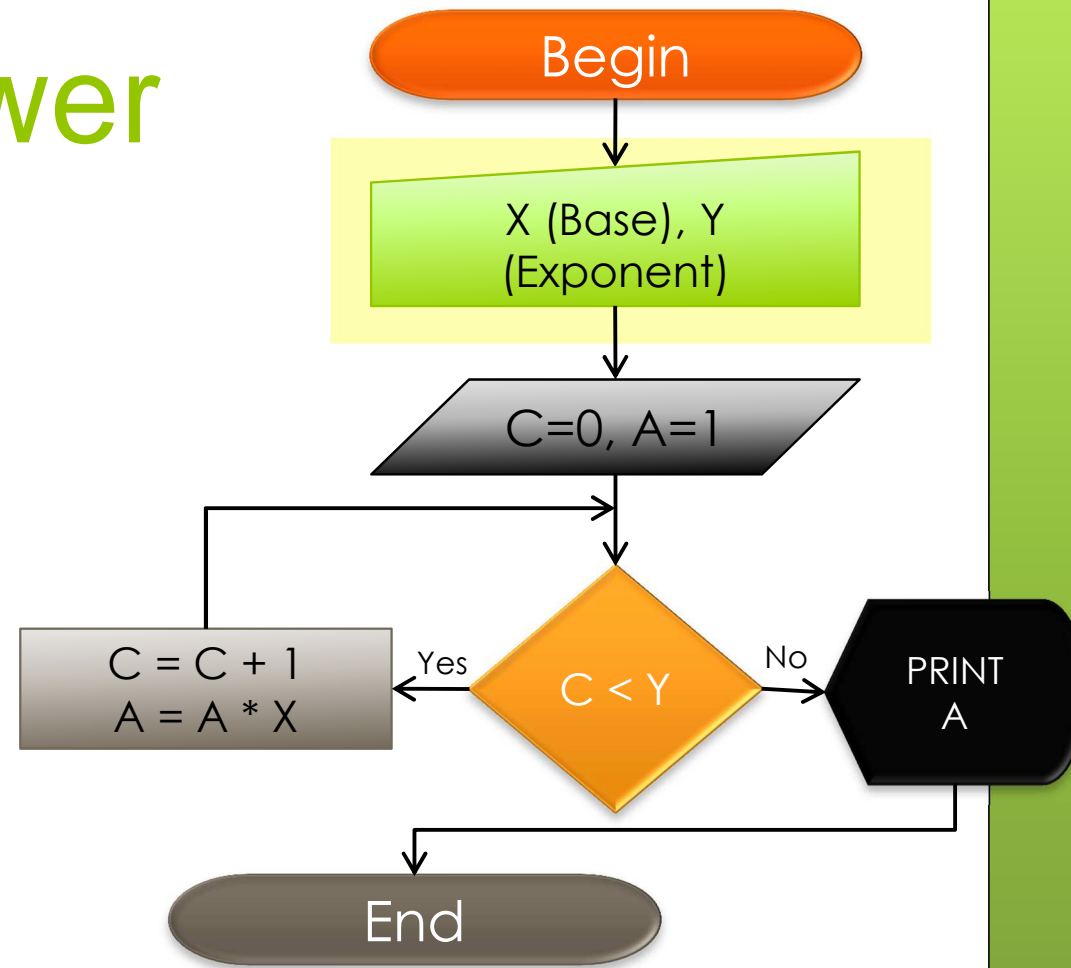 wer
Begin
X (Base), Y
(Exponent)
C=0, A=1
C = C + 1
A = A * X
Yes
C < Y
No
PRINT
A
End